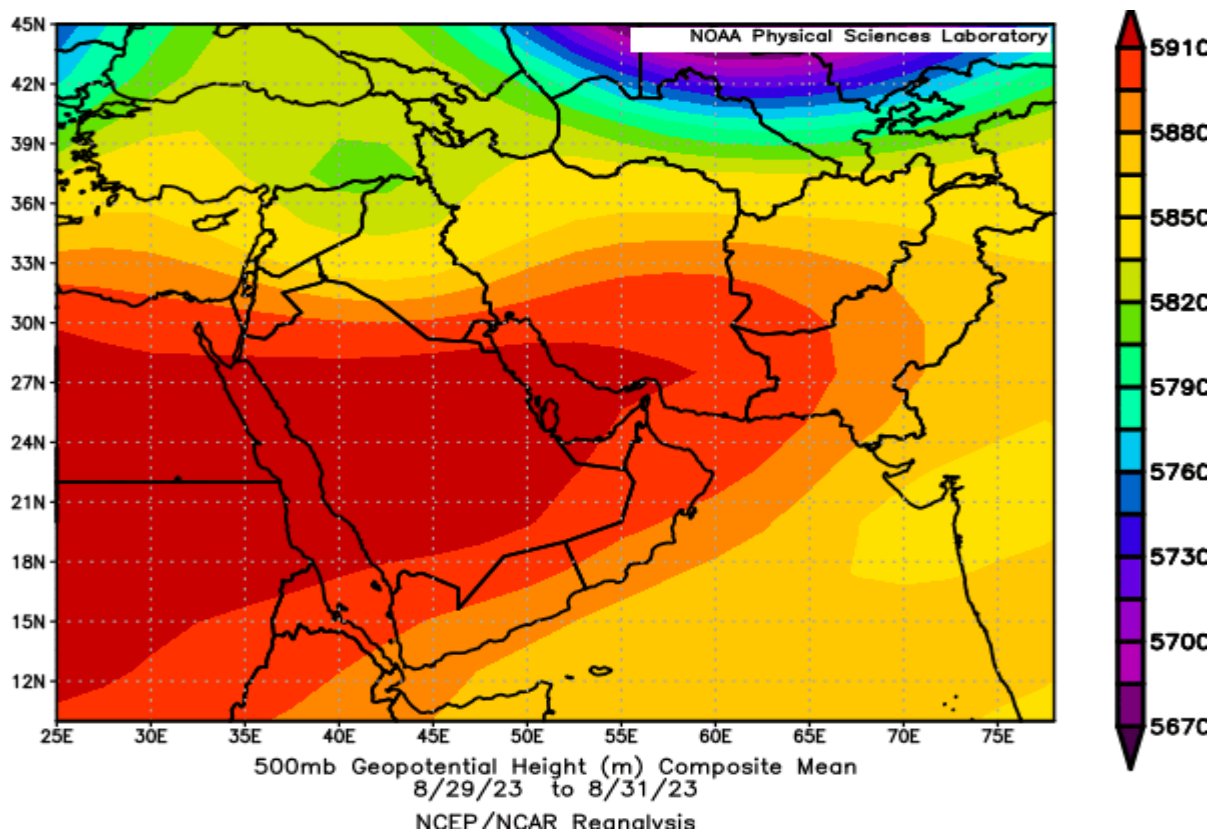 NOAA Physical Sciences Laboratory
45N
42N
39N
36N
33N
30N
27N
24N
21N
18N
15N
12N
25E 30E 35E 40E 45E 50E 55E 60E 65E 70E 75E
5910
5880
5850
5820
5790
5760
5730
5700
5670
500mb Geopotential Height (m) Composite Mean
8/29/23 to 8/31/23
NCEP/NCAR Reanalysis